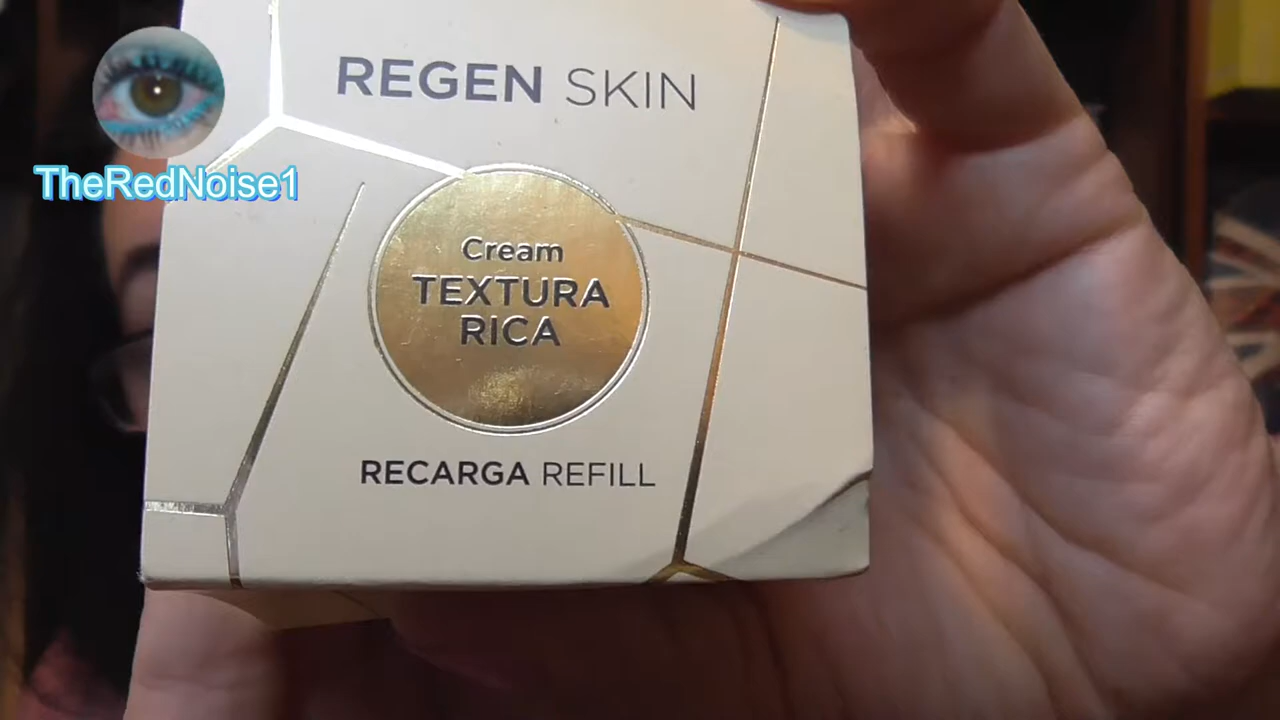 REGEN SKIN
TheRedNoise1
Cream
TEXTURA
RICA
RECARGA REFILL